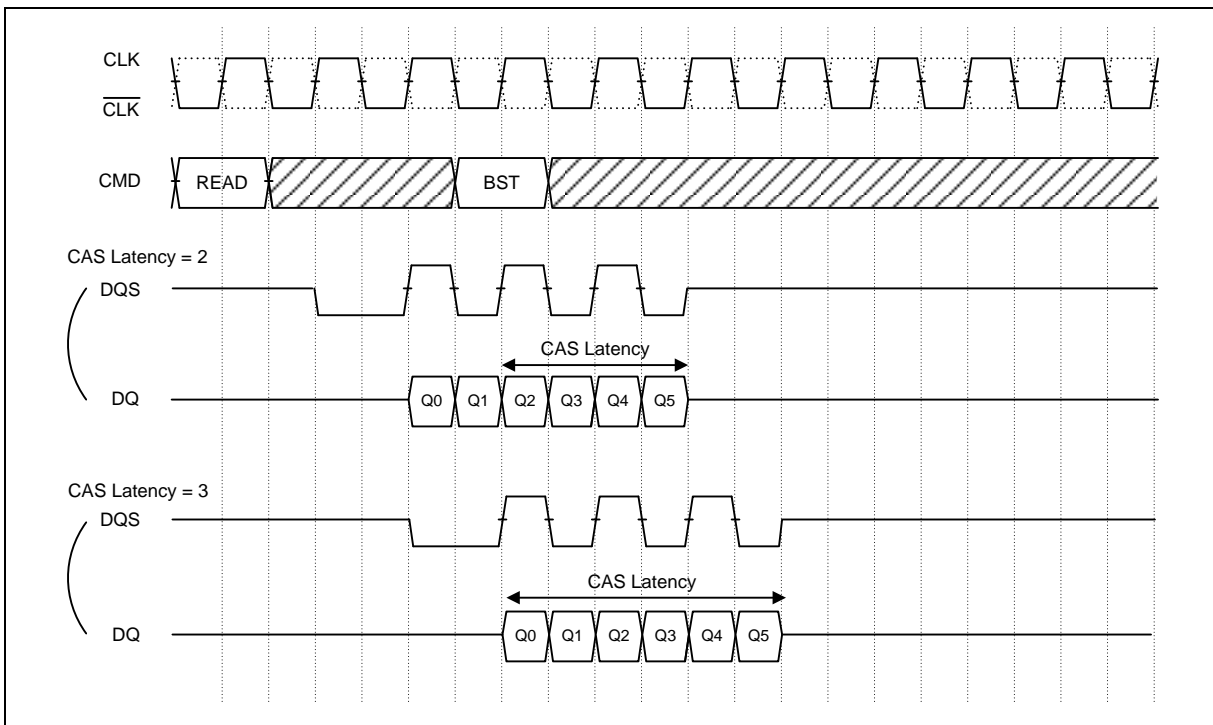 CLK
CLK
CMD READ BST
CAS Latency = 2
DQS
CAS Latency
DQ Q0 Q1 Q2 Q3 Q4 Q5
CAS Latency = 3
DQS
CAS Latency
DQ Q0 Q1 Q2 Q3 Q4 Q5